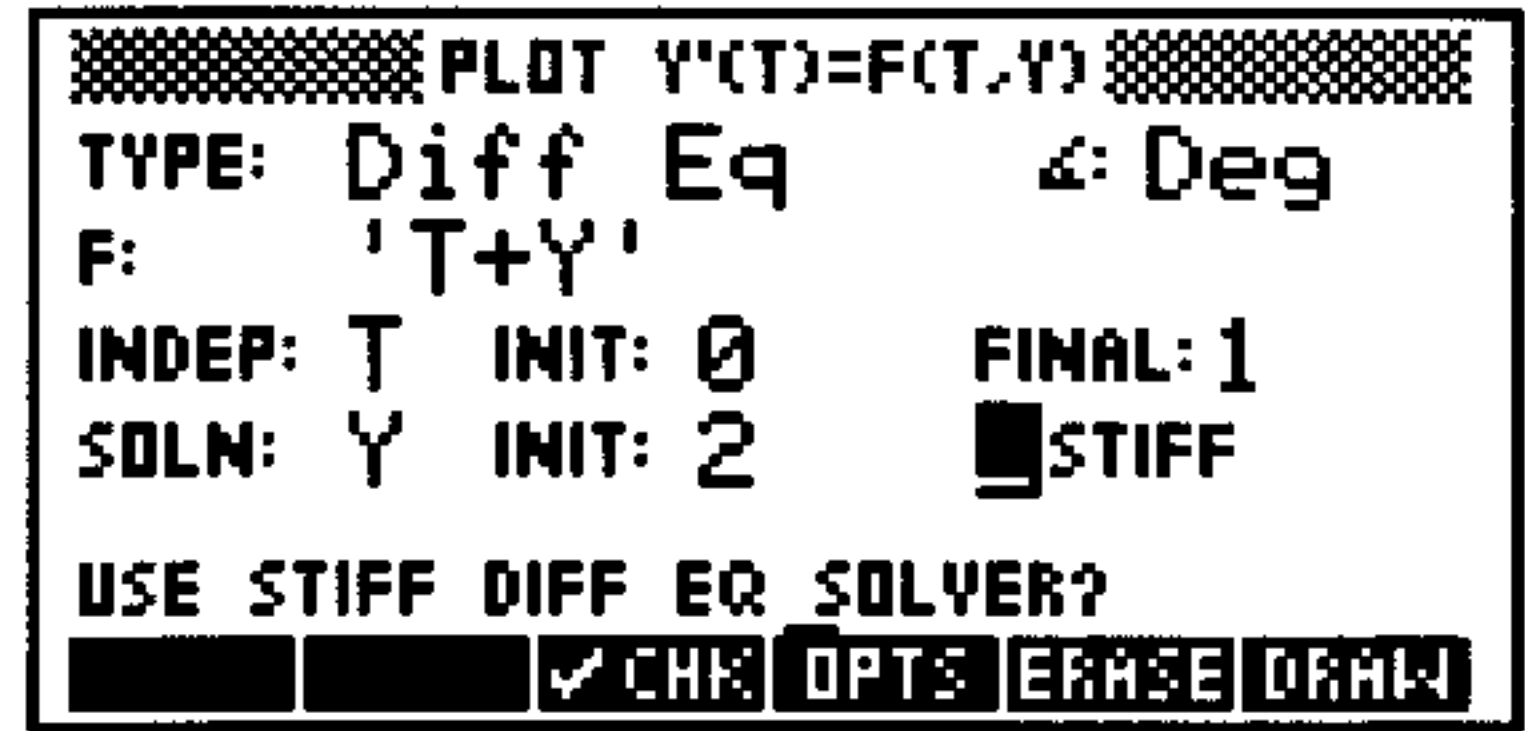 PLOT Y'(T)=F(T,Y)
TYPE: Diff Eq ∡: Deg
F: 'T+Y'
INDEP: T INIT: 0 FINAL: 1
SOLN: Y INIT: 2 _STIFF
USE STIFF DIFF EQ SOLVER?
✓CHK OPTS ERASE DRAW